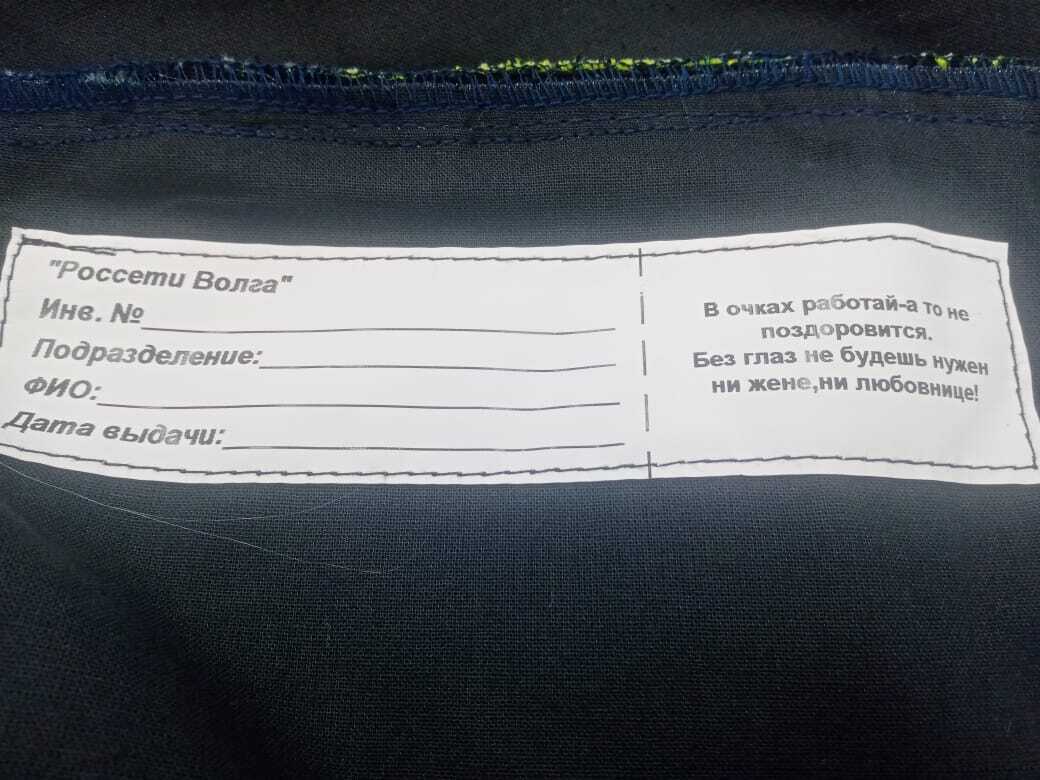 "Россети Волга"
Инв. №
Подразделение:
ФИО:
Дата выдачи:
В очках работай-а то не
поздоровится.
Без глаз не будешь нужен
ни жене,ни любовнице!